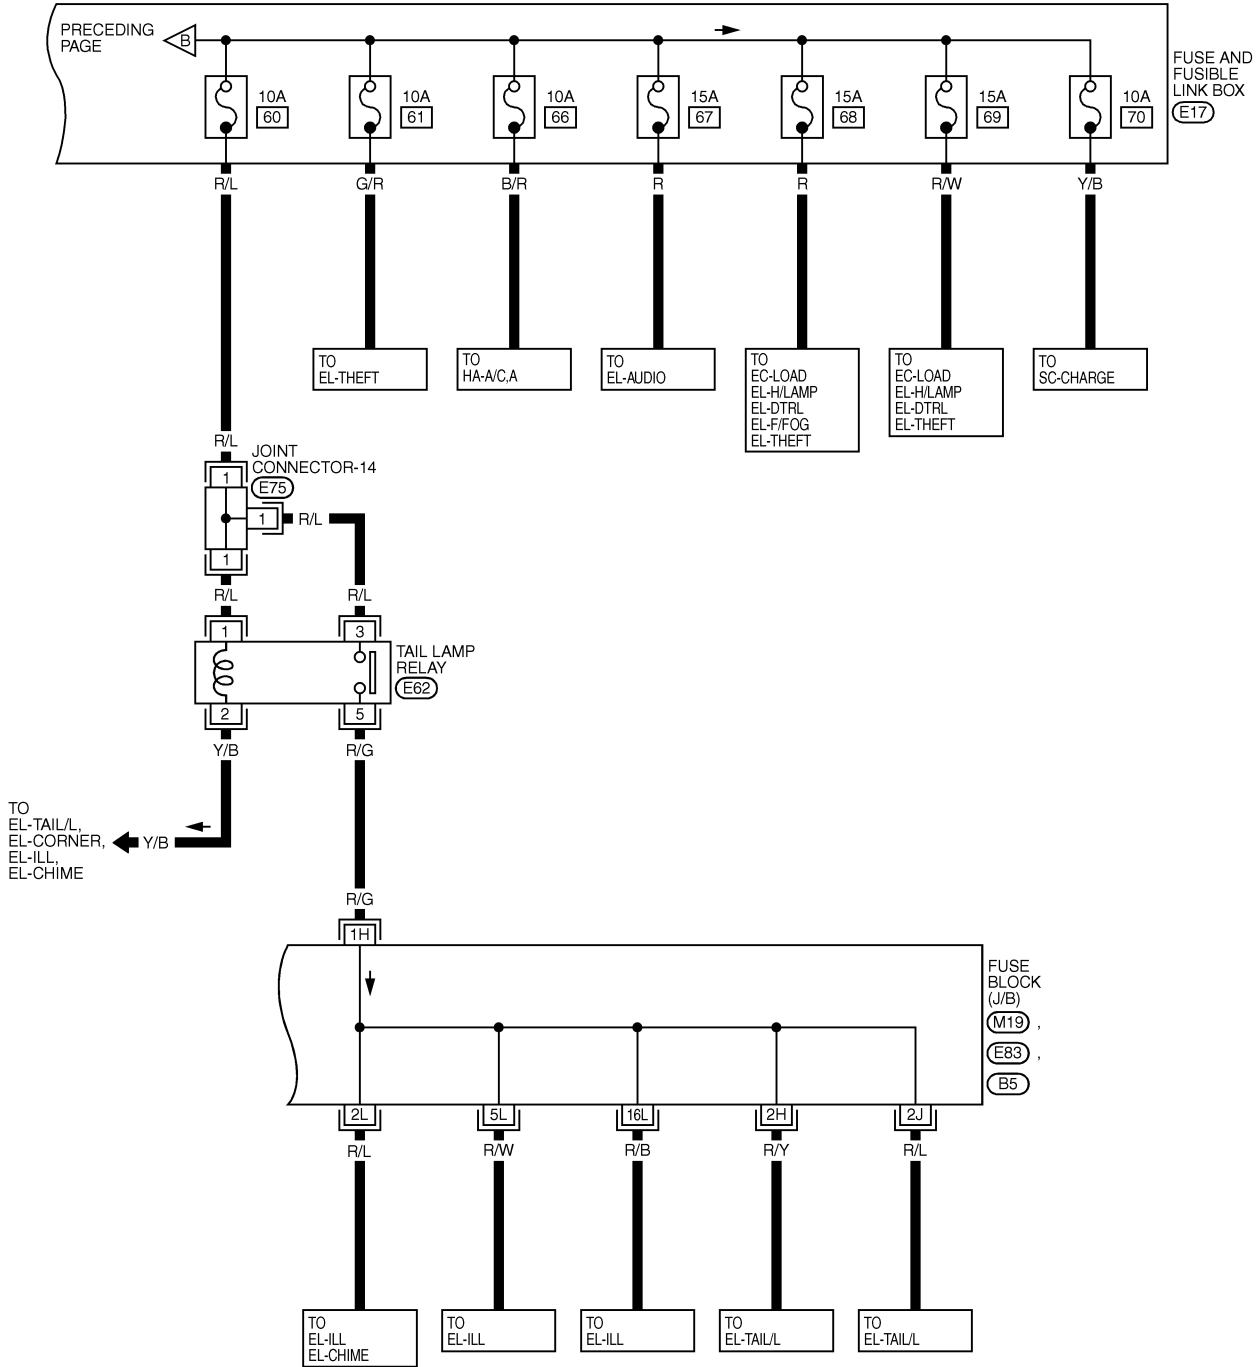 PRECEDING
PAGE
B
FUSE AND
FUSIBLE
LINK BOX
E17
10A
60
10A
61
10A
66
15A
67
15A
68
15A
69
10A
70
R/L
G/R
B/R
R
R
R/W
Y/B
TO
EL-THEFT
TO
HA-A/C,A
TO
EL-AUDIO
TO
EC-LOAD
EL-H/LAMP
EL-DTRL
EL-F/FOG
EL-THEFT
TO
EC-LOAD
EL-H/LAMP
EL-DTRL
EL-THEFT
TO
SC-CHARGE
R/L
JOINT
CONNECTOR-14
E75
1
1
R/L
1
R/L
R/L
1
3
TAIL LAMP
RELAY
E62
2
5
Y/B
R/G
TO
EL-TAIL/L,
EL-CORNER,
EL-ILL,
EL-CHIME
Y/B
R/G
1H
FUSE
BLOCK
(J/B)
M19 ,
E83 ,
B5
2L
5L
16L
2H
2J
R/L
R/W
R/B
R/Y
R/L
TO
EL-ILL
EL-CHIME
TO
EL-ILL
TO
EL-ILL
TO
EL-TAIL/L
TO
EL-TAIL/L